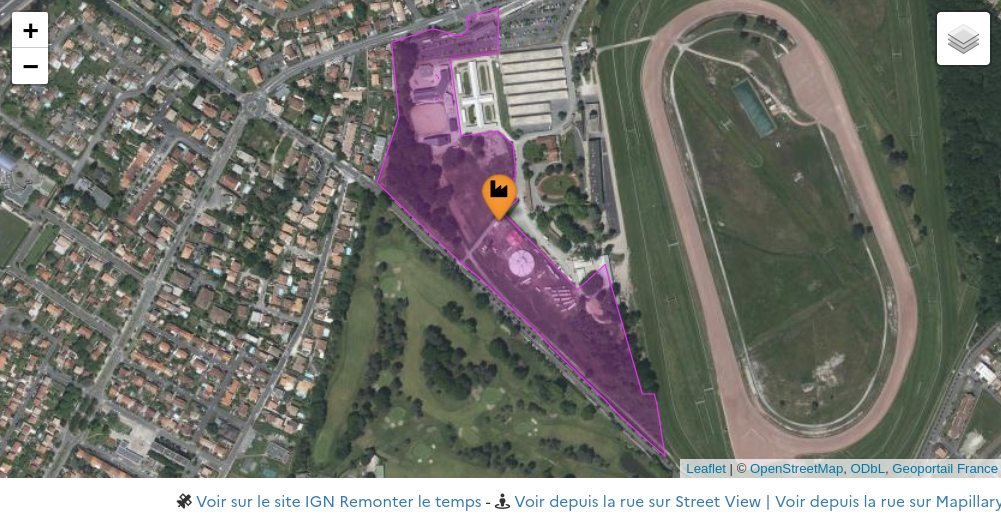 +
−
Leaflet | © OpenStreetMap, ODbL, Geoportail France
Voir sur le site IGN Remonter le temps - Voir depuis la rue sur Street View | Voir depuis la rue sur Mapillary